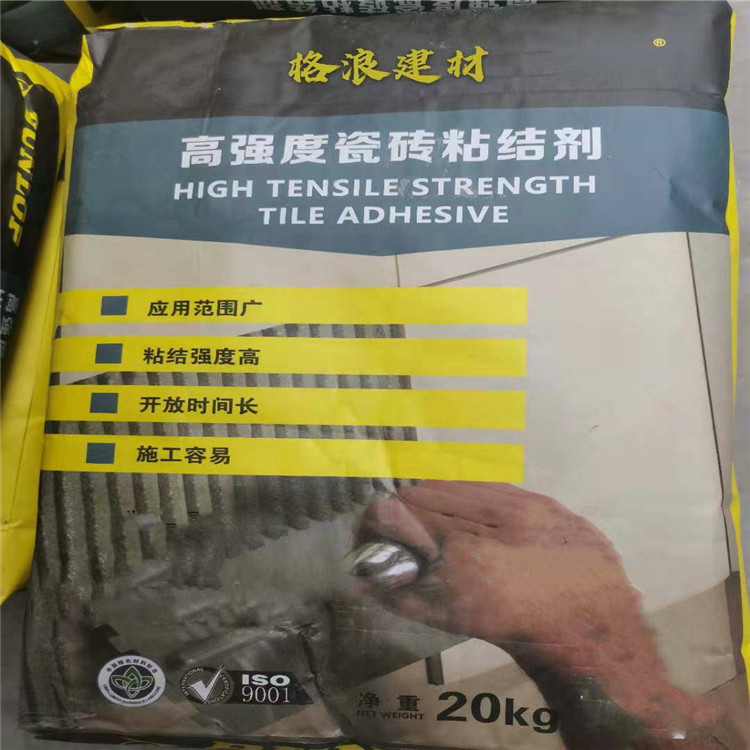 格浪建材
®
高强度瓷砖粘结剂
HIGH TENSILE STRENGTH
TILE ADHESIVE
应用范围广
粘结强度高
开放时间长
施工容易
ISO
9001
净重
NET WEIGHT
20kg